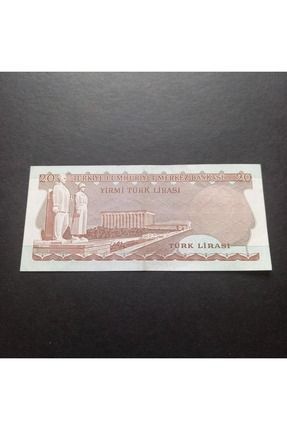 20 TÜRKİYE CUMHURİYET MERKEZ BANKASI 20
YİRMİ TÜRK LİRASI
TÜRK LİRASI